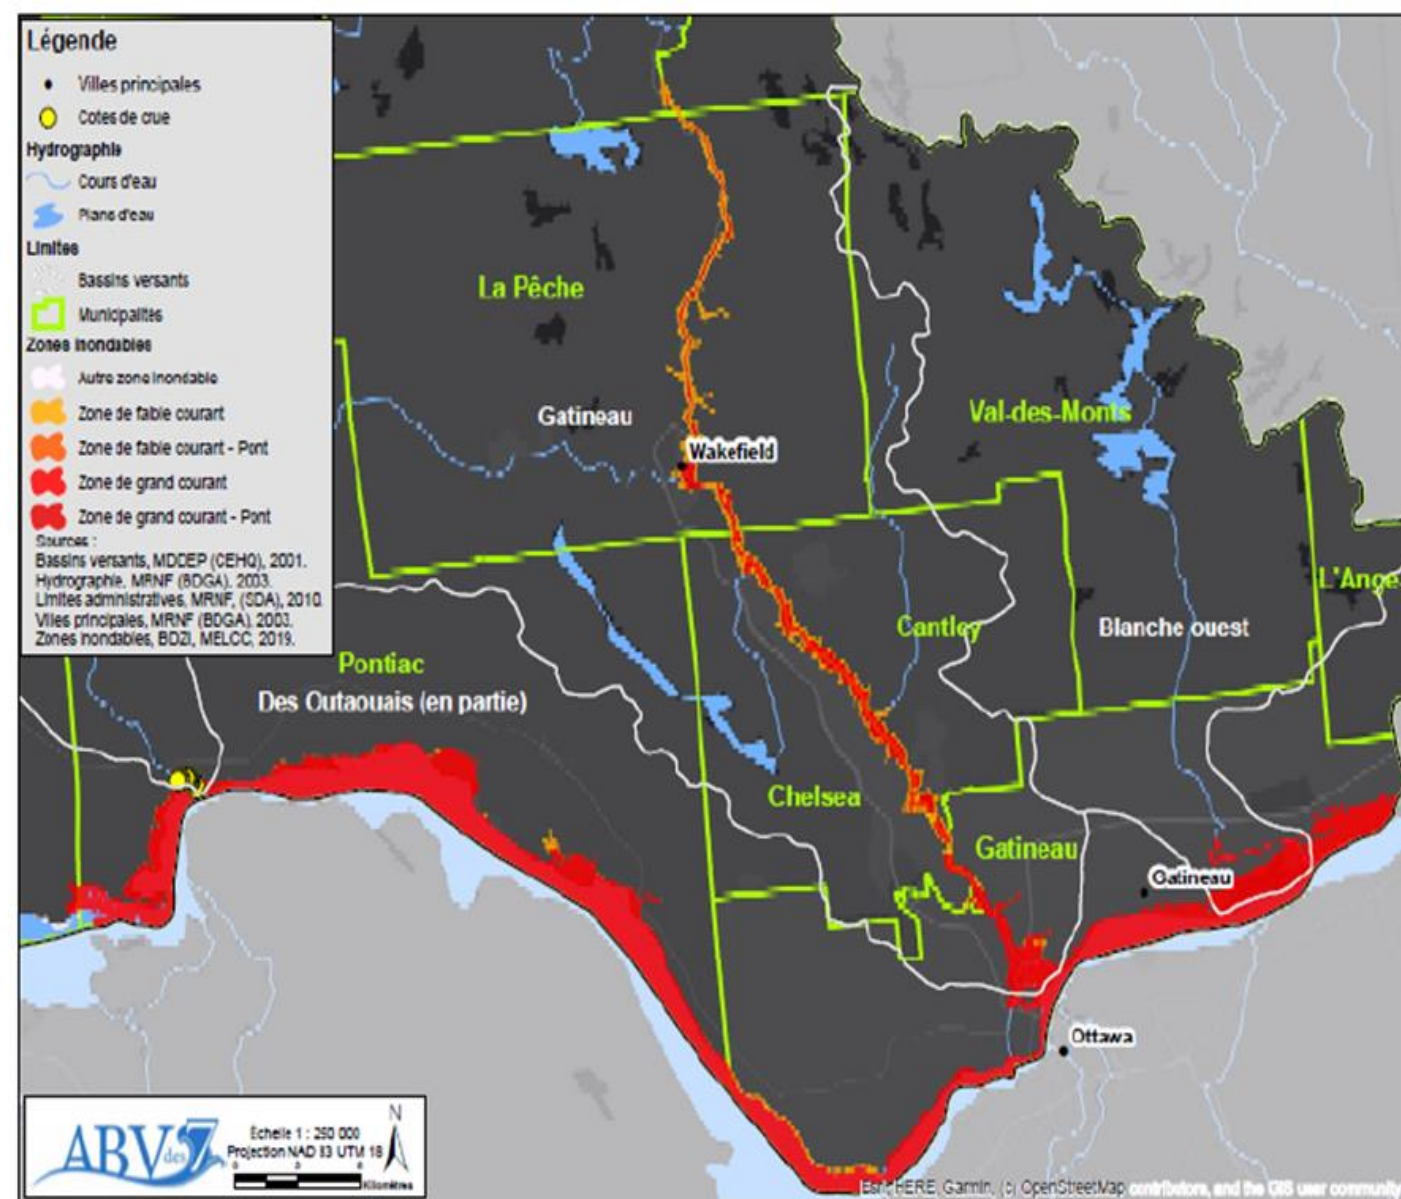 Légende
Villes principales
Cotes de crue
Hydrographie
Cours d'eau
Plans d'eau
Limites
Bassins versants
Municipalités
Zones inondables
Autre zone inondable
Zone de faible courant
Zone de faible courant - Pont
Zone de grand courant
Zone de grand courant - Pont
Sources :
Bassins versants, MDDEP (CEHQ), 2001.
Hydrographie, MRNF (BDGA), 2003.
Limites administratives, MRNF, (SDA), 2010.
Villes principales, MRNF (BDGA), 2003.
Zones inondables, BDZI, MELCC, 2019.
La Pêche
Gatineau
Wakefield
Val-des-Monts
L'Ange
Cantley
Blanche ouest
Pontiac
Des Outaouais (en partie)
Chelsea
Gatineau
Gatineau
Ottawa
ABV des 7
Échelle 1 : 250 000
Projection NAD 83 UTM 18
N
Kilomètres
Esri, HERE, Garmin, (c) OpenStreetMap contributors, and the GIS user community